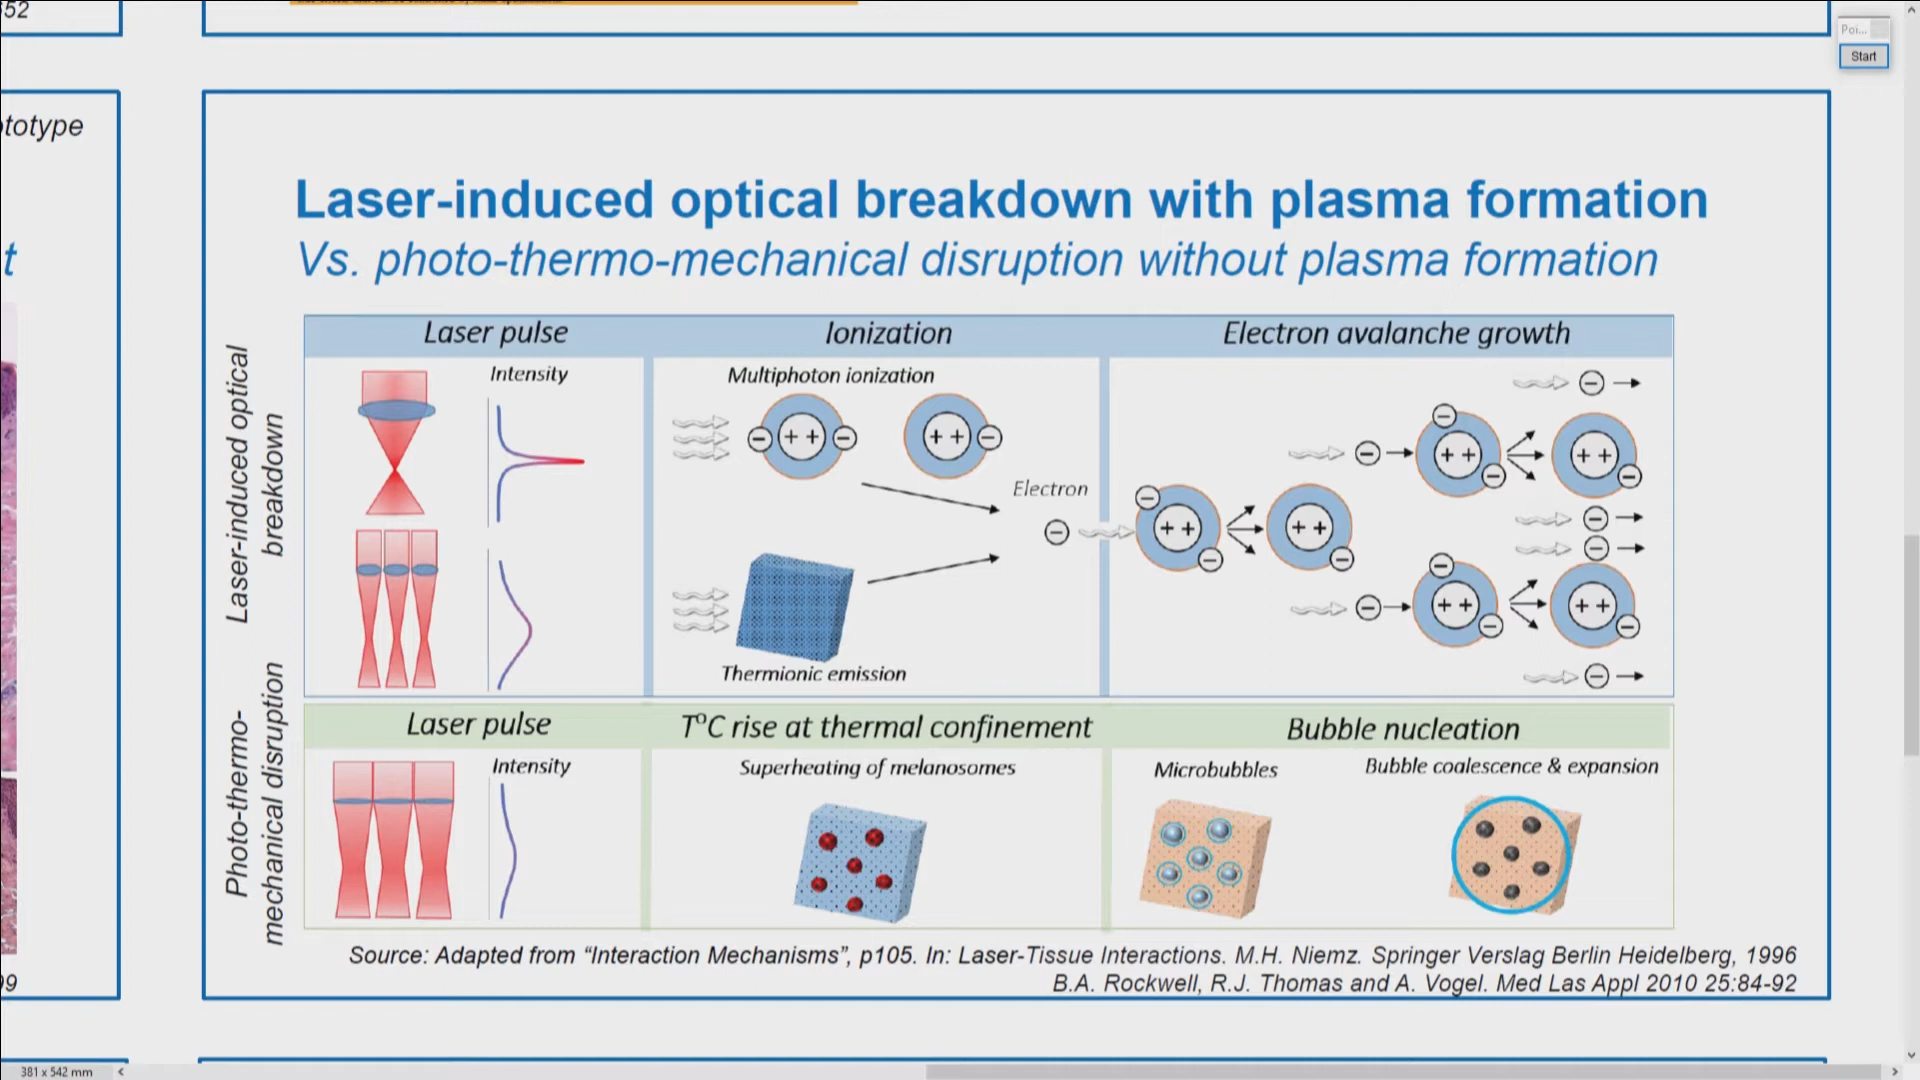 52
Poi...
Start
totype
t
Laser-induced optical breakdown with plasma formation
Vs. photo-thermo-mechanical disruption without plasma formation
Laser-induced optical
breakdown
Laser pulse
Intensity
Ionization
Multiphoton ionization
Electron
Thermionic emission
Electron avalanche growth
Photo-thermo-
mechanical disruption
Laser pulse
Intensity
T°C rise at thermal confinement
Superheating of melanosomes
Bubble nucleation
Microbubbles
Bubble coalescence & expansion
Source: Adapted from “Interaction Mechanisms”, p105. In: Laser-Tissue Interactions. M.H. Niemz. Springer Verslag Berlin Heidelberg, 1996
B.A. Rockwell, R.J. Thomas and A. Vogel. Med Las Appl 2010 25:84-92
99
381 x 542 mm